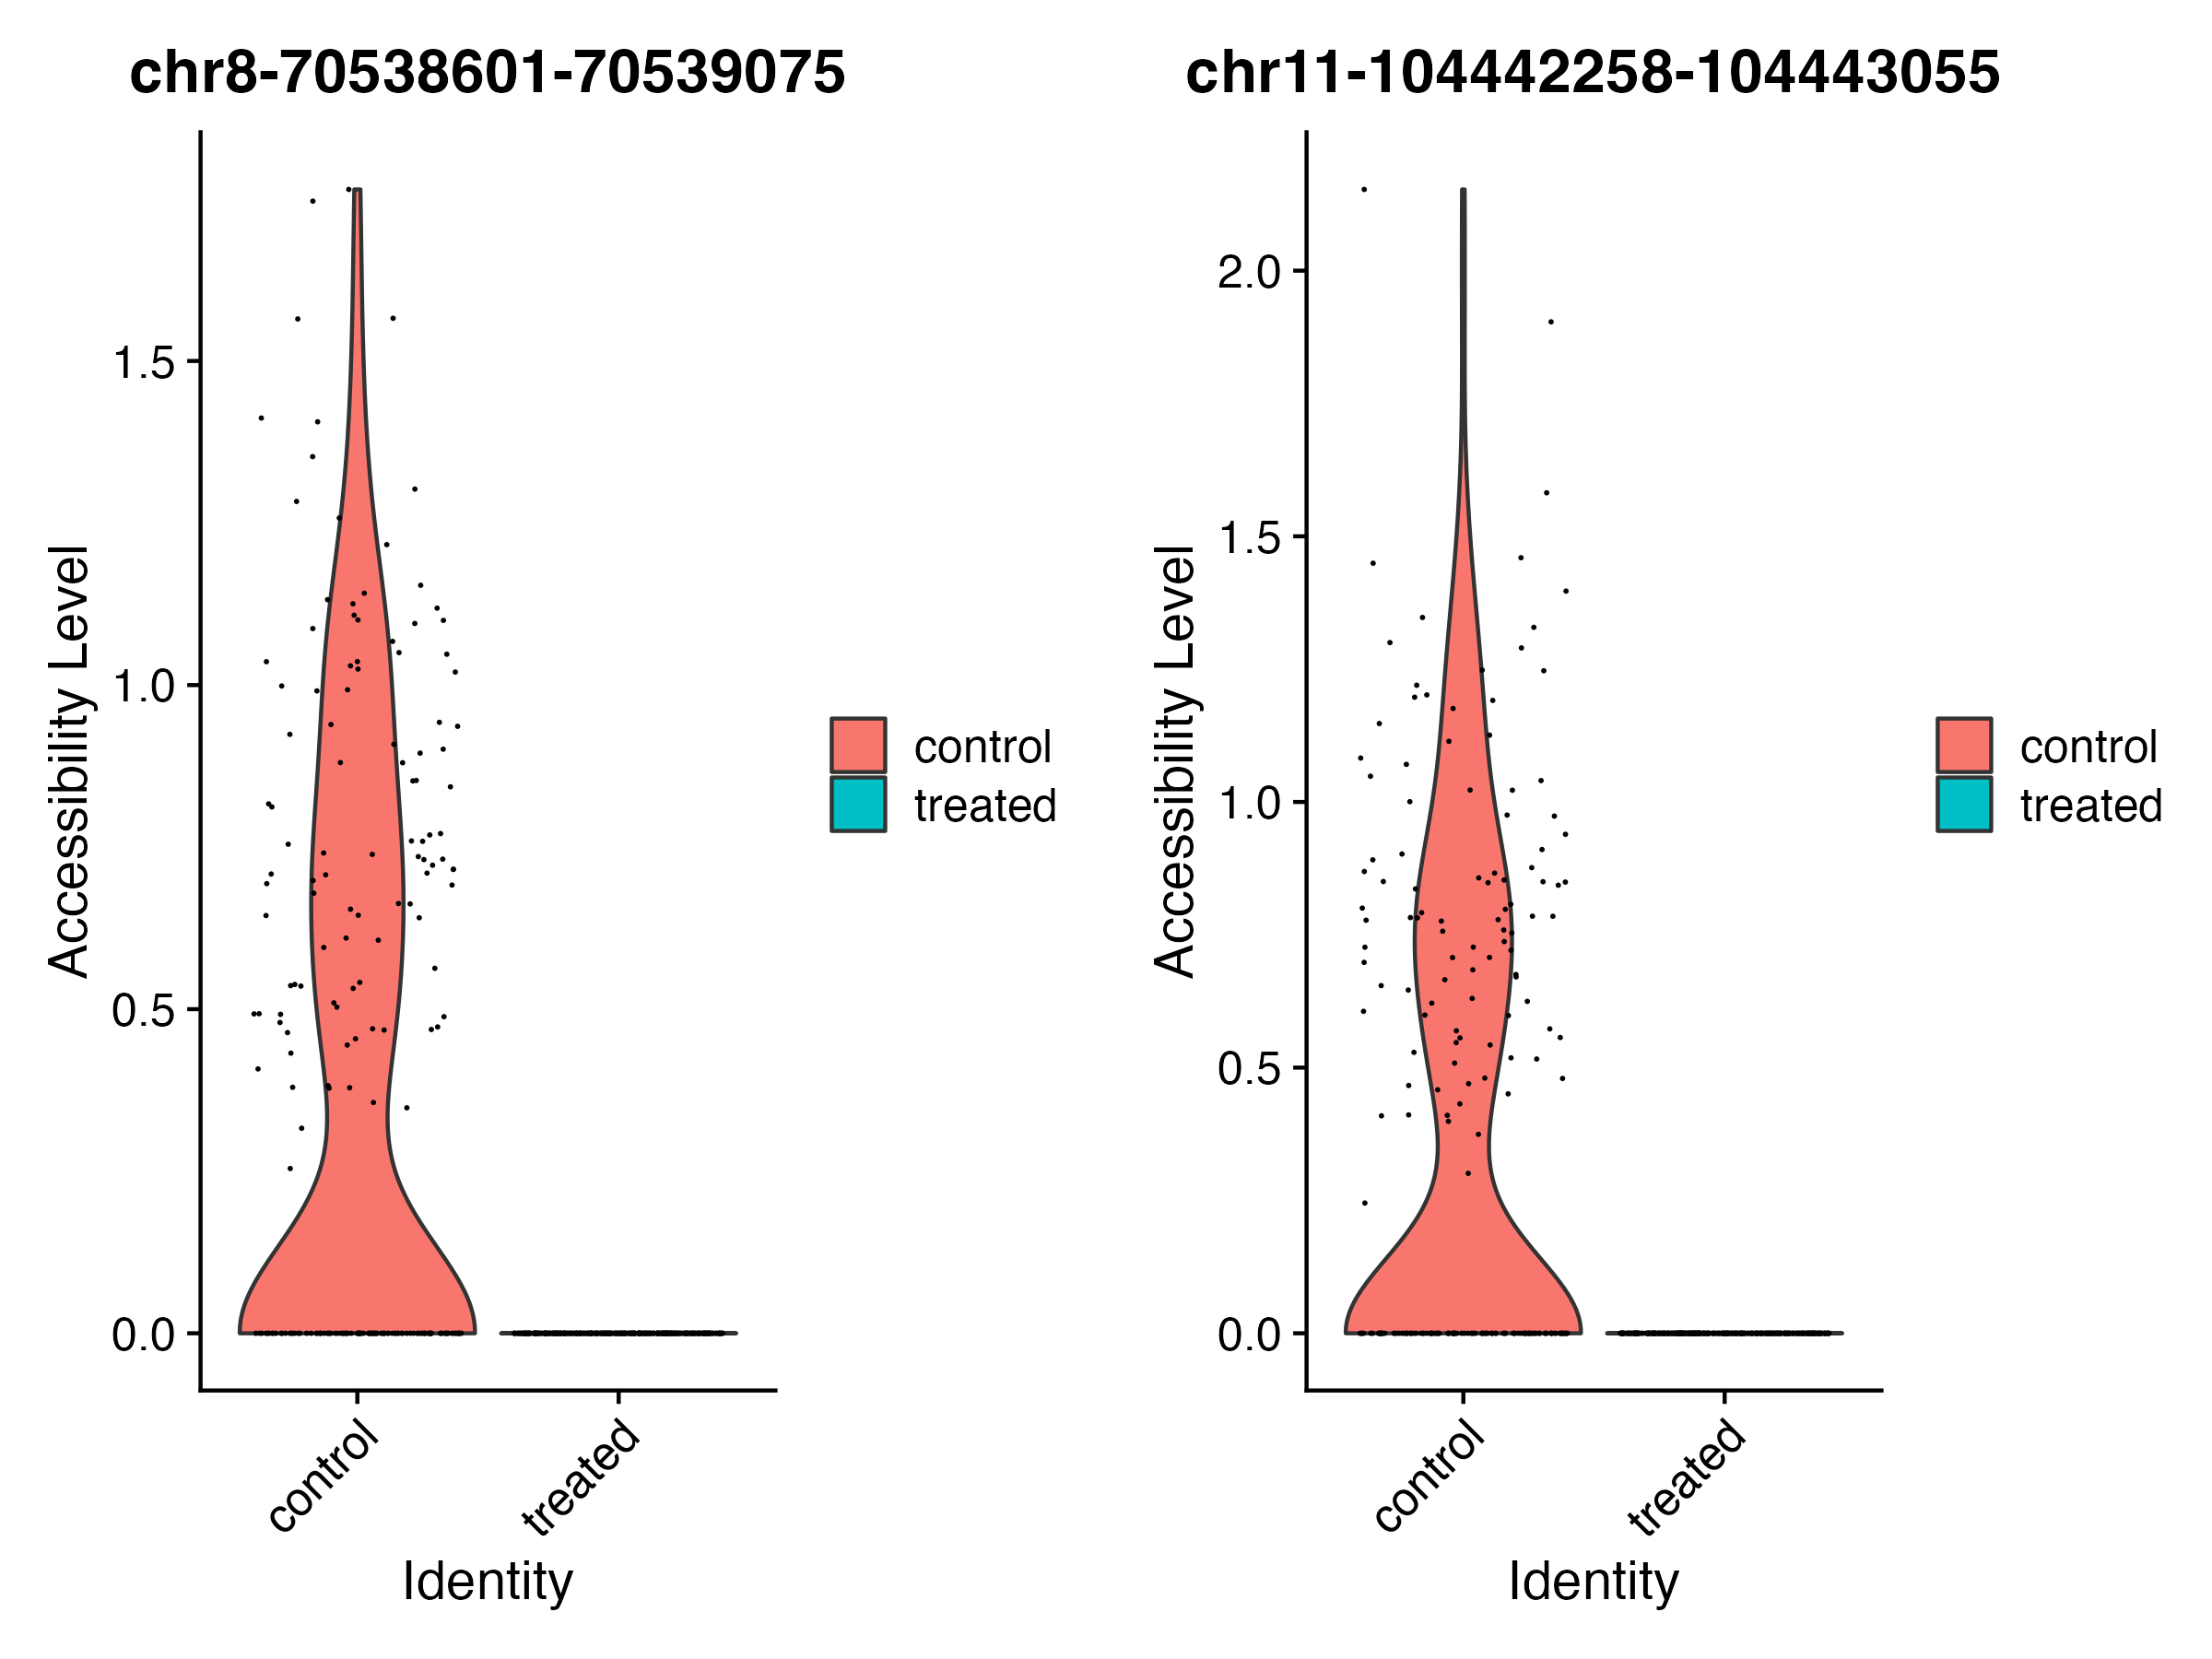 chr8-70538601-70539075
Accessibility Level
1.5
1.0
0.5
0.0
control
treated
Identity
control
treated
chr11-104442258-104443055
Accessibility Level
2.0
1.5
1.0
0.5
0.0
control
treated
Identity
control
treated